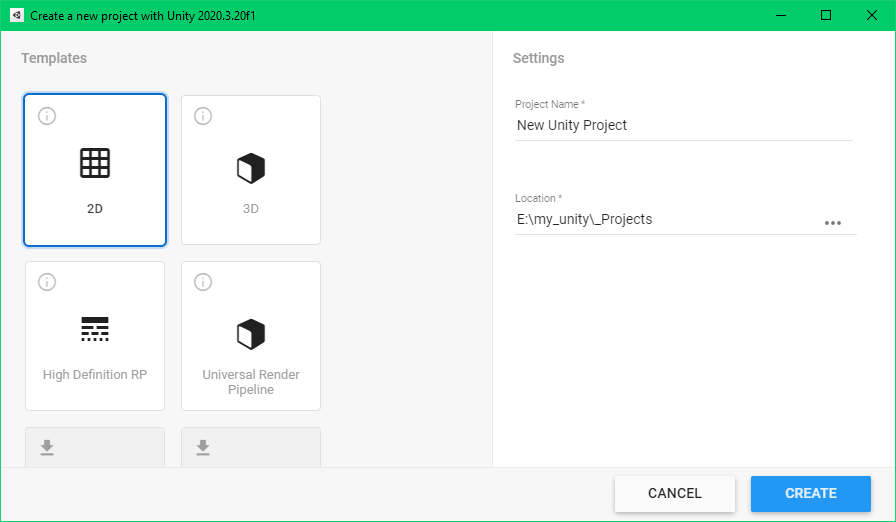 Create a new project with Unity 2020.3.20f1
Templates
2D
3D
High Definition RP
Universal Render
Pipeline
Settings
Project Name *
New Unity Project
Location *
E:\my_unity\_Projects
CANCEL
CREATE